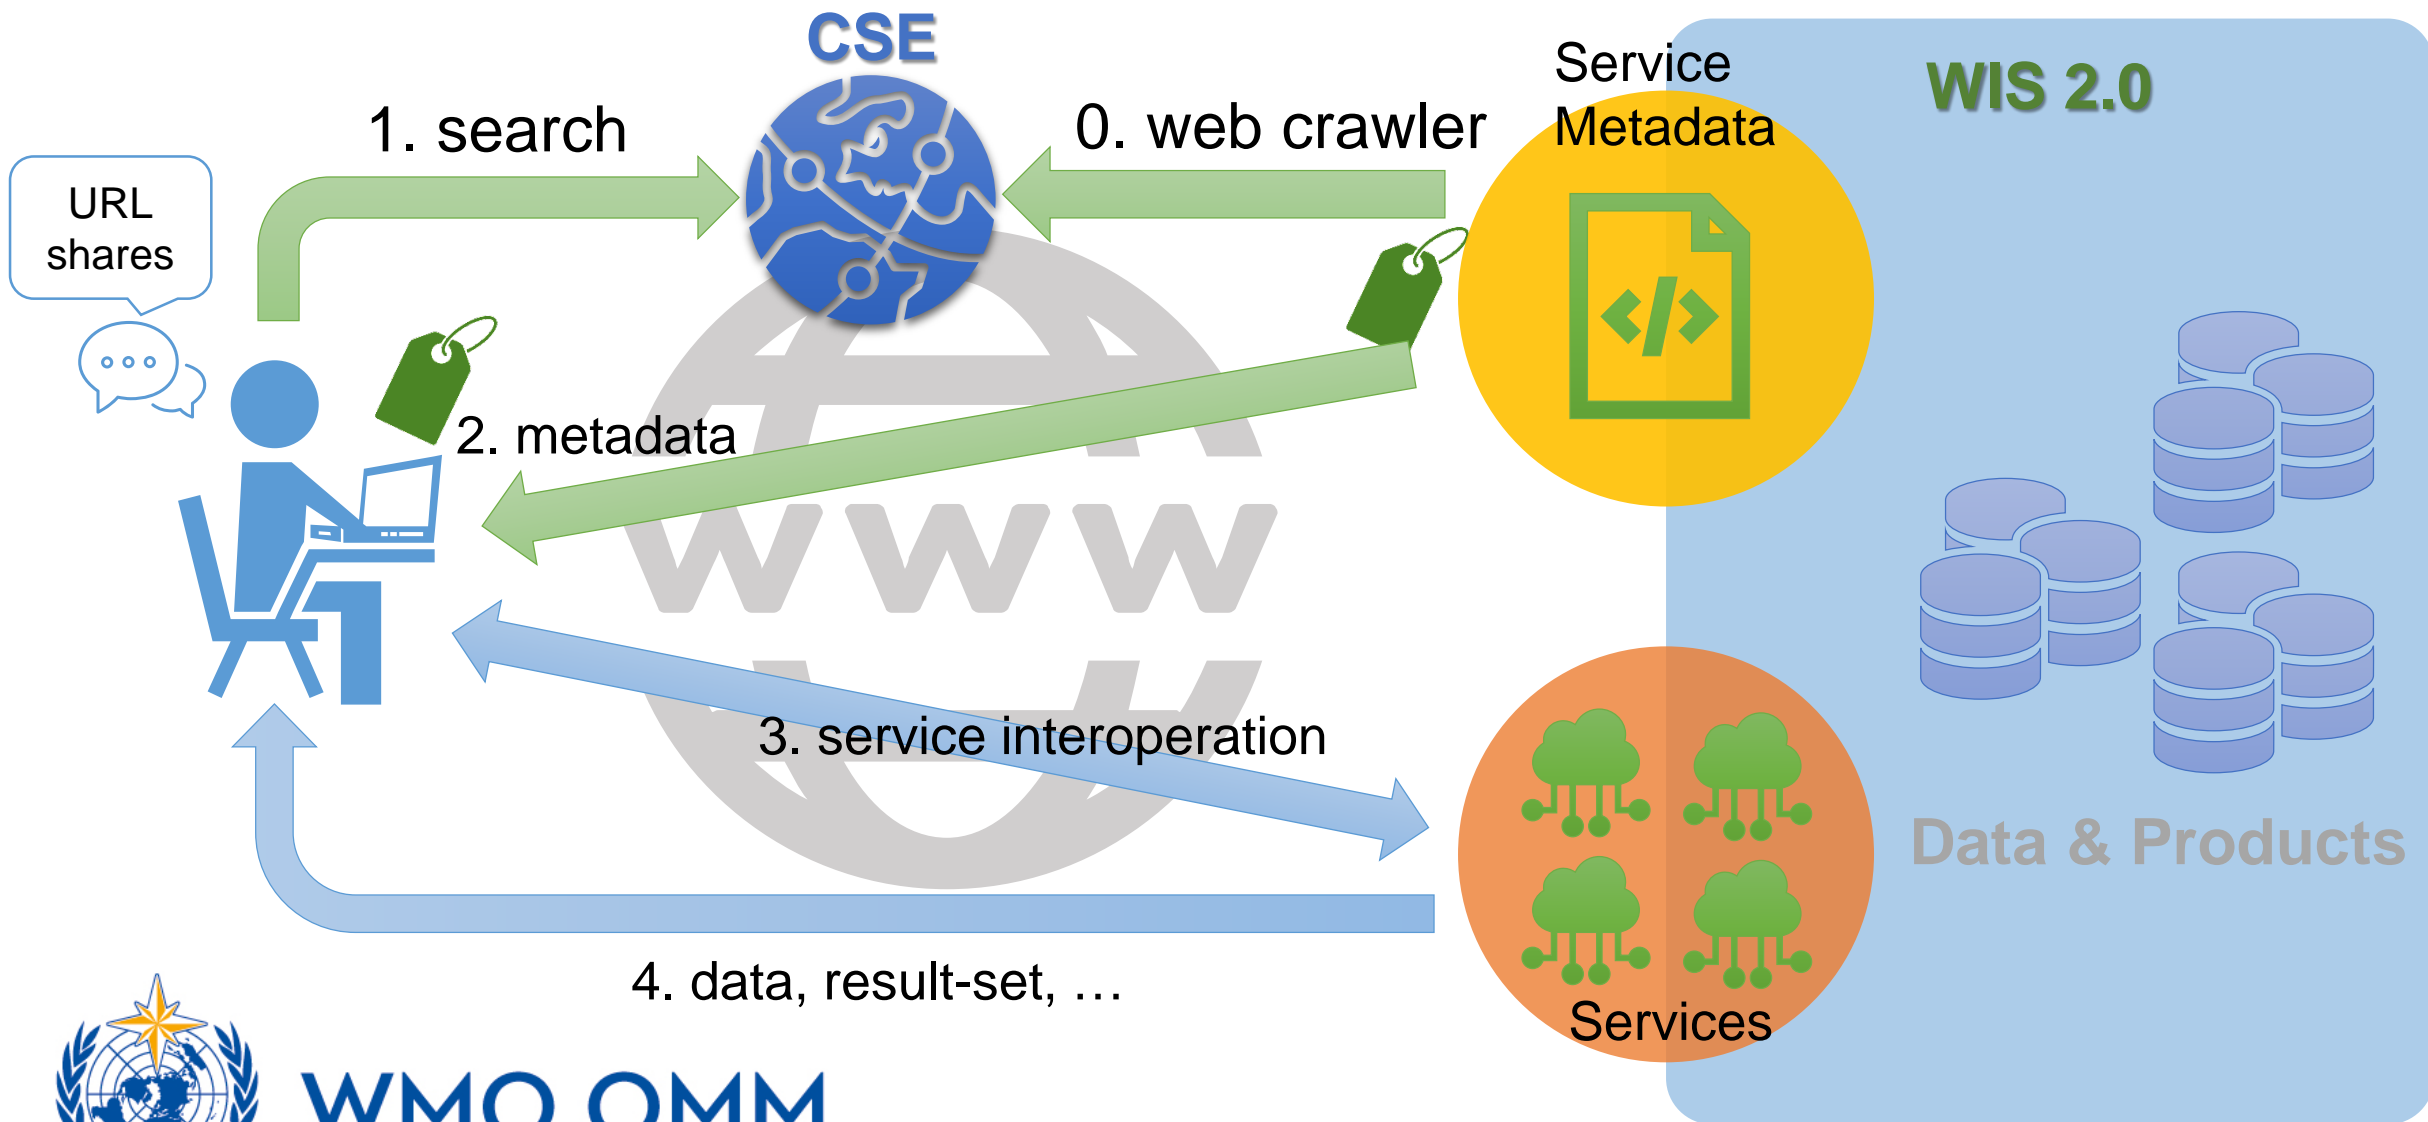 CSE
Service
Metadata
WIS 2.0
1. search
0. web crawler
URL
shares
</>
2. metadata
www
3. service interoperation
Data & Products
4. data, result-set, …
Services
WMO OMM